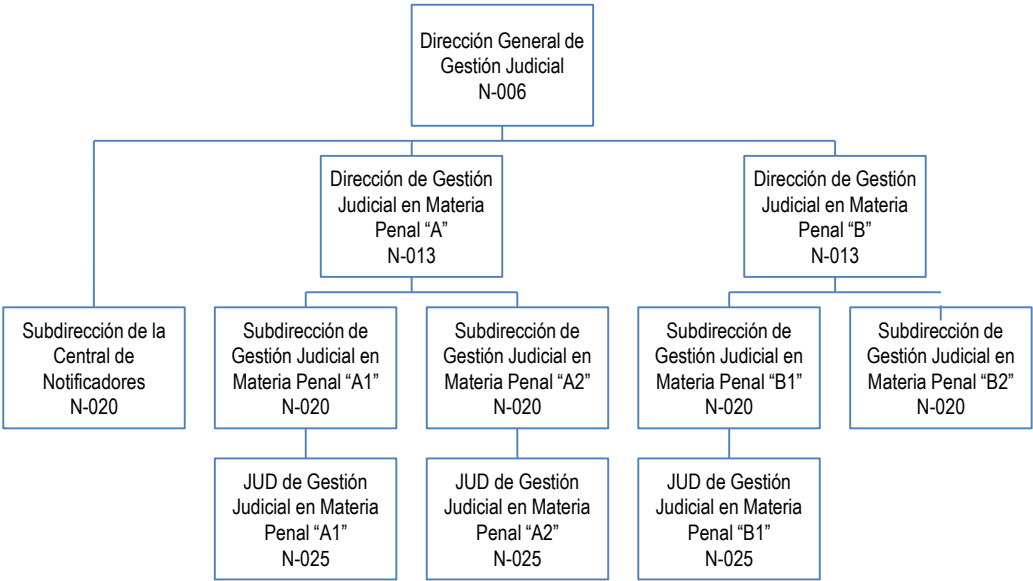 Dirección General de
Gestión Judicial
N-006
Dirección de Gestión
Judicial en Materia
Penal “A”
N-013
Dirección de Gestión
Judicial en Materia
Penal “B”
N-013
Subdirección de la
Central de
Notificadores
N-020
Subdirección de
Gestión Judicial en
Materia Penal “A1”
N-020
Subdirección de
Gestión Judicial en
Materia Penal “A2”
N-020
Subdirección de
Gestión Judicial en
Materia Penal “B1”
N-020
Subdirección de
Gestión Judicial en
Materia Penal “B2”
N-020
JUD de Gestión
Judicial en Materia
Penal “A1”
N-025
JUD de Gestión
Judicial en Materia
Penal “A2”
N-025
JUD de Gestión
Judicial en Materia
Penal “B1”
N-025